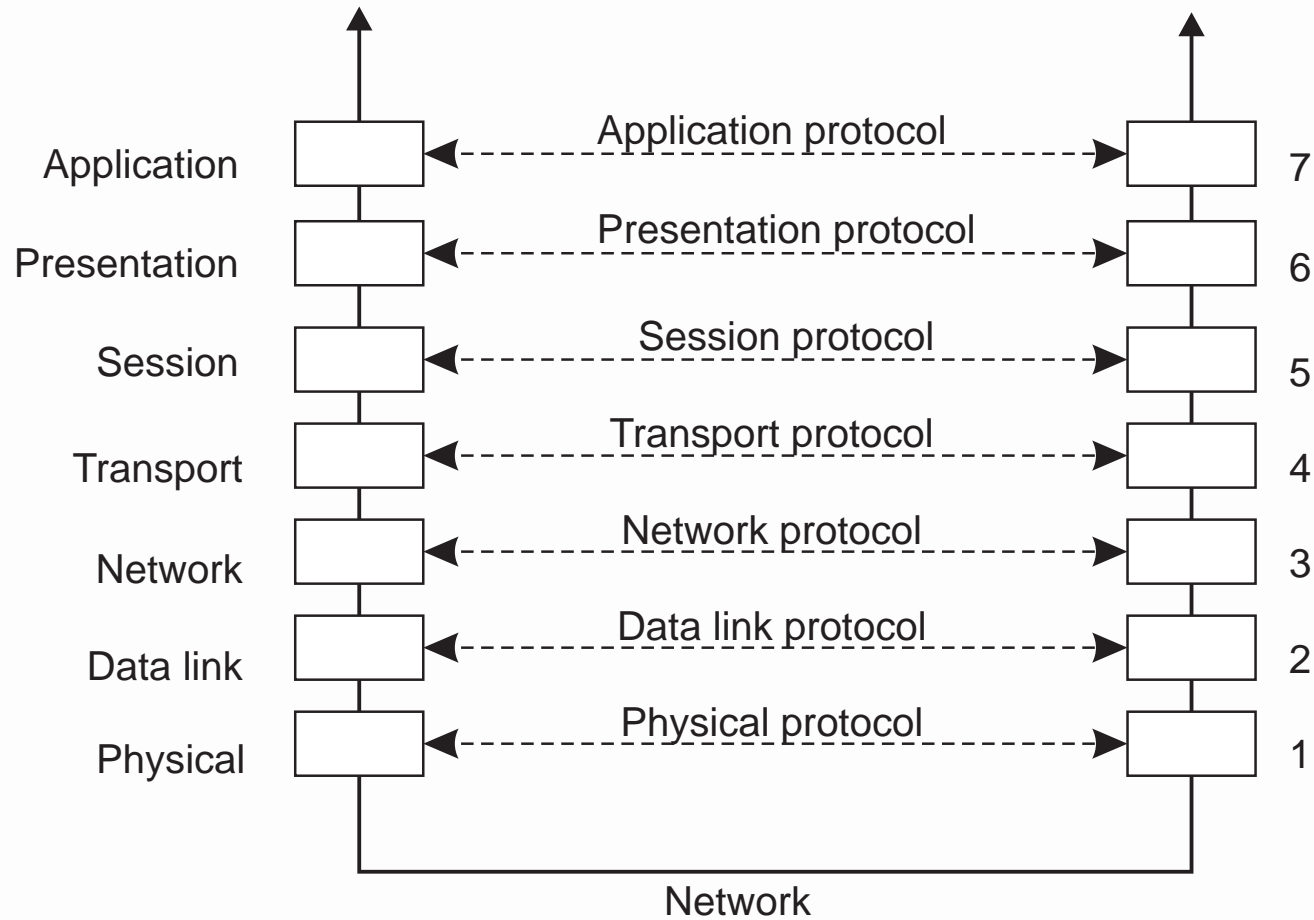 Application protocol
Application
7
Presentation protocol
Presentation
6
Session protocol
Session
5
Transport protocol
Transport
4
Network protocol
Network
3
Data link protocol
Data link
2
Physical protocol
Physical
1
Network